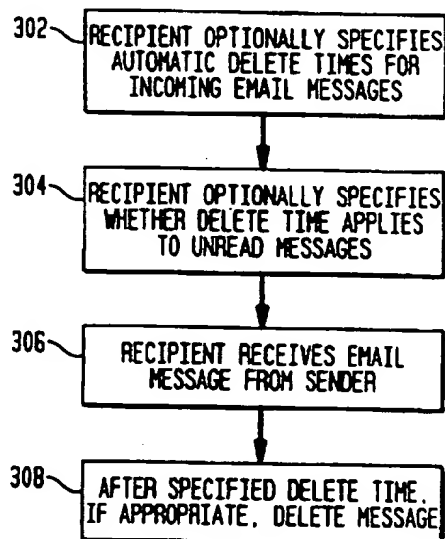 302
RECIPIENT OPTIONALLY SPECIFIES
AUTOMATIC DELETE TIMES FOR
INCOMING EMAIL MESSAGES
304
RECIPIENT OPTIONALLY SPECIFIES
WHETHER DELETE TIME APPLIES
TO UNREAD MESSAGES
306
RECIPIENT RECEIVES EMAIL
MESSAGE FROM SENDER
308
AFTER SPECIFIED DELETE TIME,
IF APPROPRIATE, DELETE MESSAGE